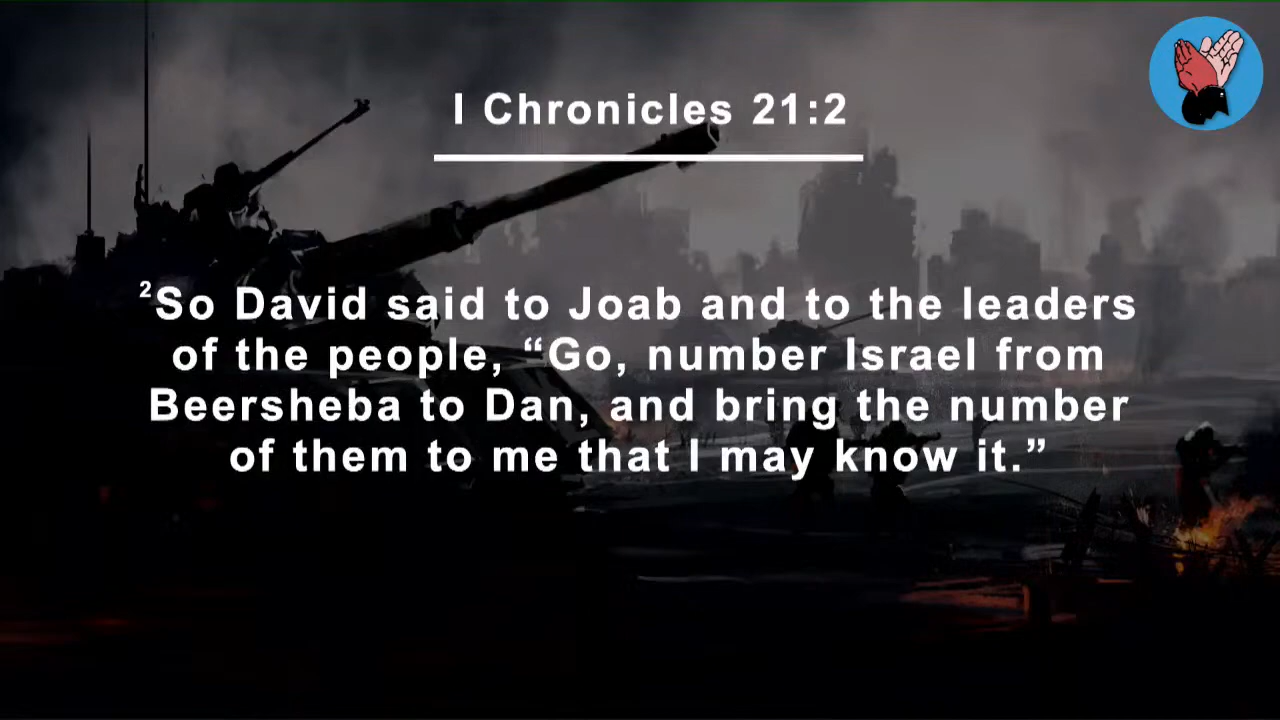 I Chronicles 21:2
²So David said to Joab and to the leaders
of the people, “Go, number Israel from
Beersheba to Dan, and bring the number
of them to me that I may know it.”